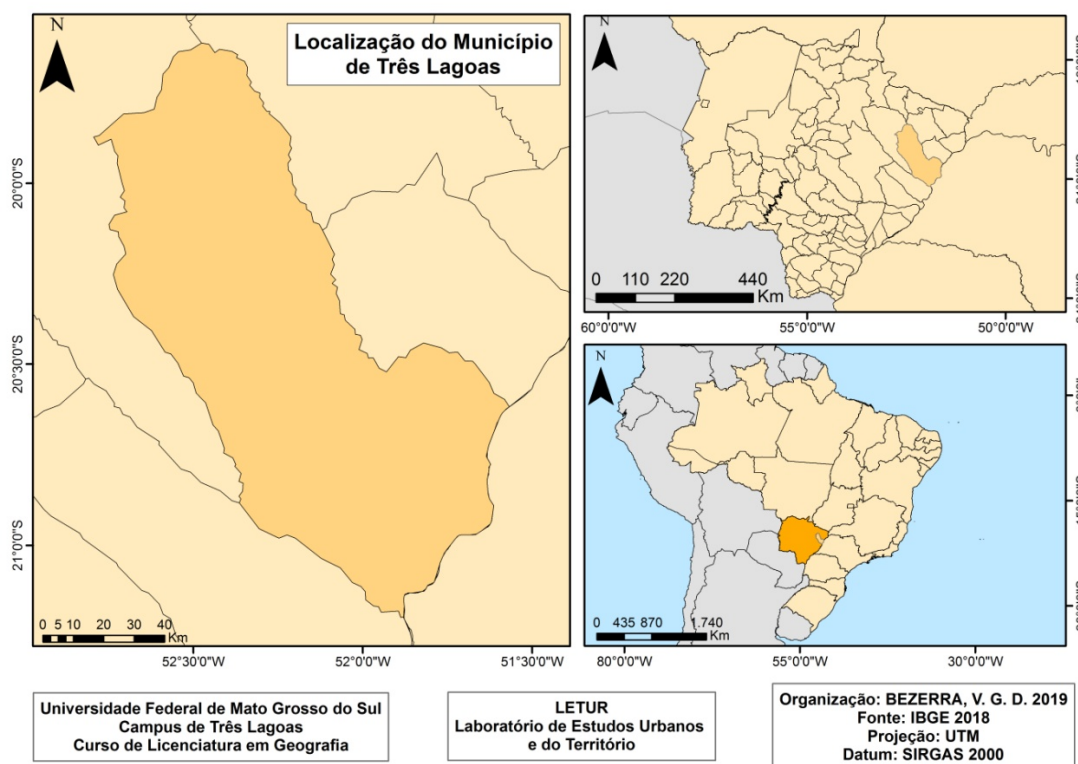 N
Localização do Município
de Três Lagoas
20°0'0"S
20°30'0"S
21°0'0"S
0 5 10 20 30 40
Km
52°30'0"W 52°0'0"W 51°30'0"W
N
0 110 220 440
Km
60°0'0"W 55°0'0"W 50°0'0"W
N
0 435 870 1.740
Km
80°0'0"W 55°0'0"W 30°0'0"W
Universidade Federal de Mato Grosso do Sul
Campus de Três Lagoas
Curso de Licenciatura em Geografia
LETUR
Laboratório de Estudos Urbanos
e do Território
Organização: BEZERRA, V. G. D. 2019
Fonte: IBGE 2018
Projeção: UTM
Datum: SIRGAS 2000